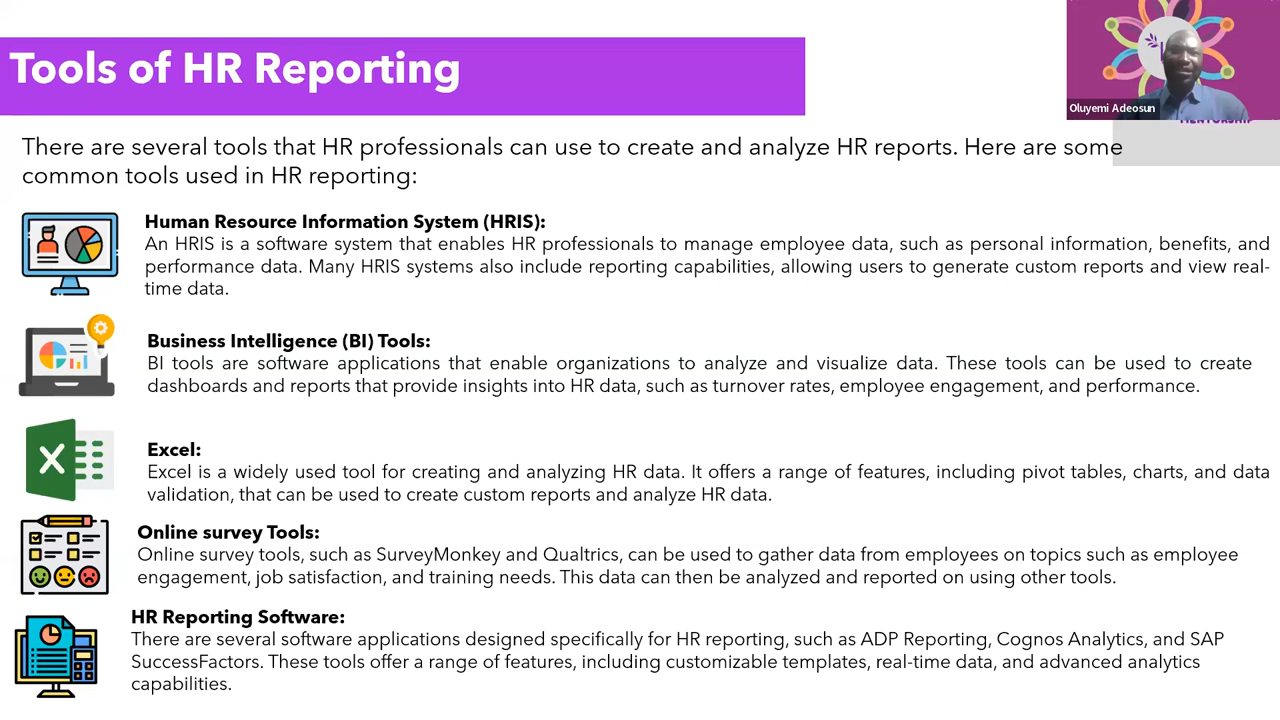 Tools of HR Reporting
Oluyemi Adeosun
There are several tools that HR professionals can use to create and analyze HR reports. Here are some
common tools used in HR reporting:
Human Resource Information System (HRIS):
An HRIS is a software system that enables HR professionals to manage employee data, such as personal information, benefits, and
performance data. Many HRIS systems also include reporting capabilities, allowing users to generate custom reports and view real-
time data.
Business Intelligence (BI) Tools:
BI tools are software applications that enable organizations to analyze and visualize data. These tools can be used to create
dashboards and reports that provide insights into HR data, such as turnover rates, employee engagement, and performance.
Excel:
Excel is a widely used tool for creating and analyzing HR data. It offers a range of features, including pivot tables, charts, and data
validation, that can be used to create custom reports and analyze HR data.
Online survey Tools:
Online survey tools, such as SurveyMonkey and Qualtrics, can be used to gather data from employees on topics such as employee
engagement, job satisfaction, and training needs. This data can then be analyzed and reported on using other tools.
HR Reporting Software:
There are several software applications designed specifically for HR reporting, such as ADP Reporting, Cognos Analytics, and SAP
SuccessFactors. These tools offer a range of features, including customizable templates, real-time data, and advanced analytics
capabilities.